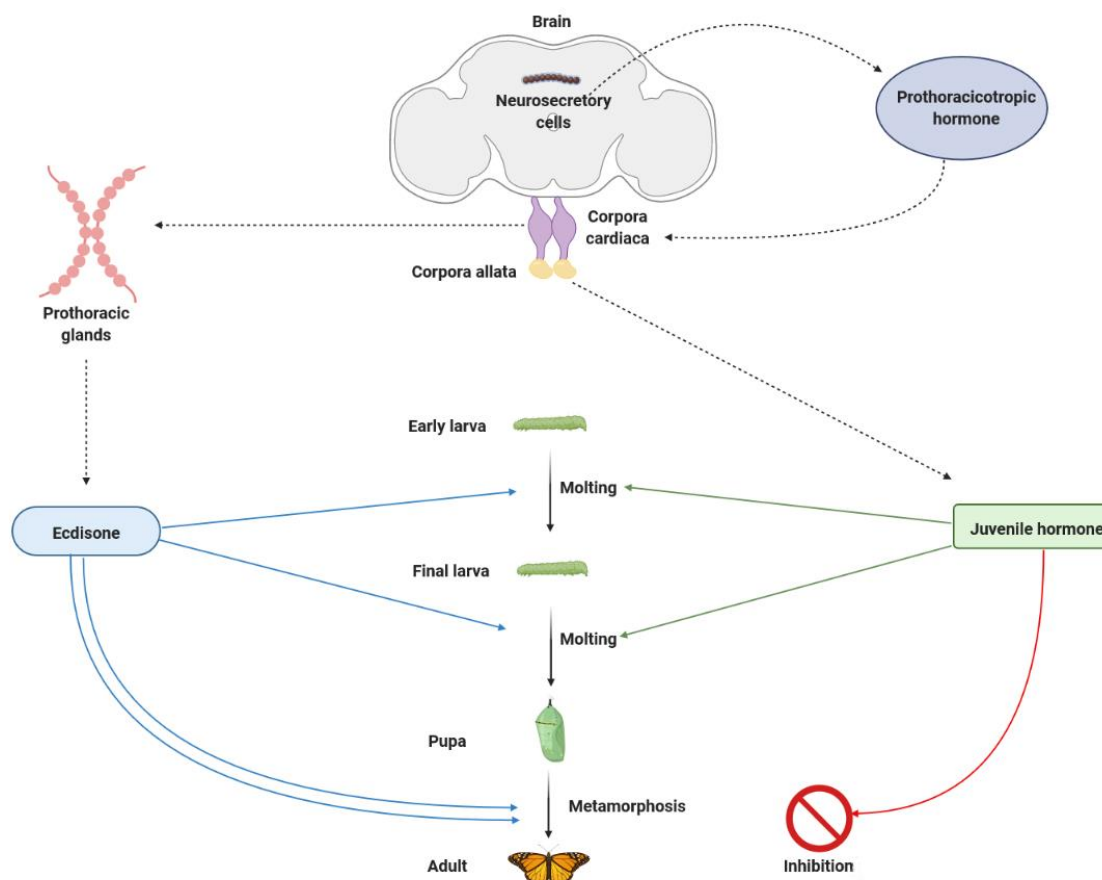 Brain
Neurosecretory
cells
Prothoracicotropic
hormone
Corpora
cardiaca
Corpora allata
Prothoracic
glands
Early larva
Molting
Ecdisone
Juvenile hormone
Final larva
Molting
Pupa
Metamorphosis
Adult
Inhibition